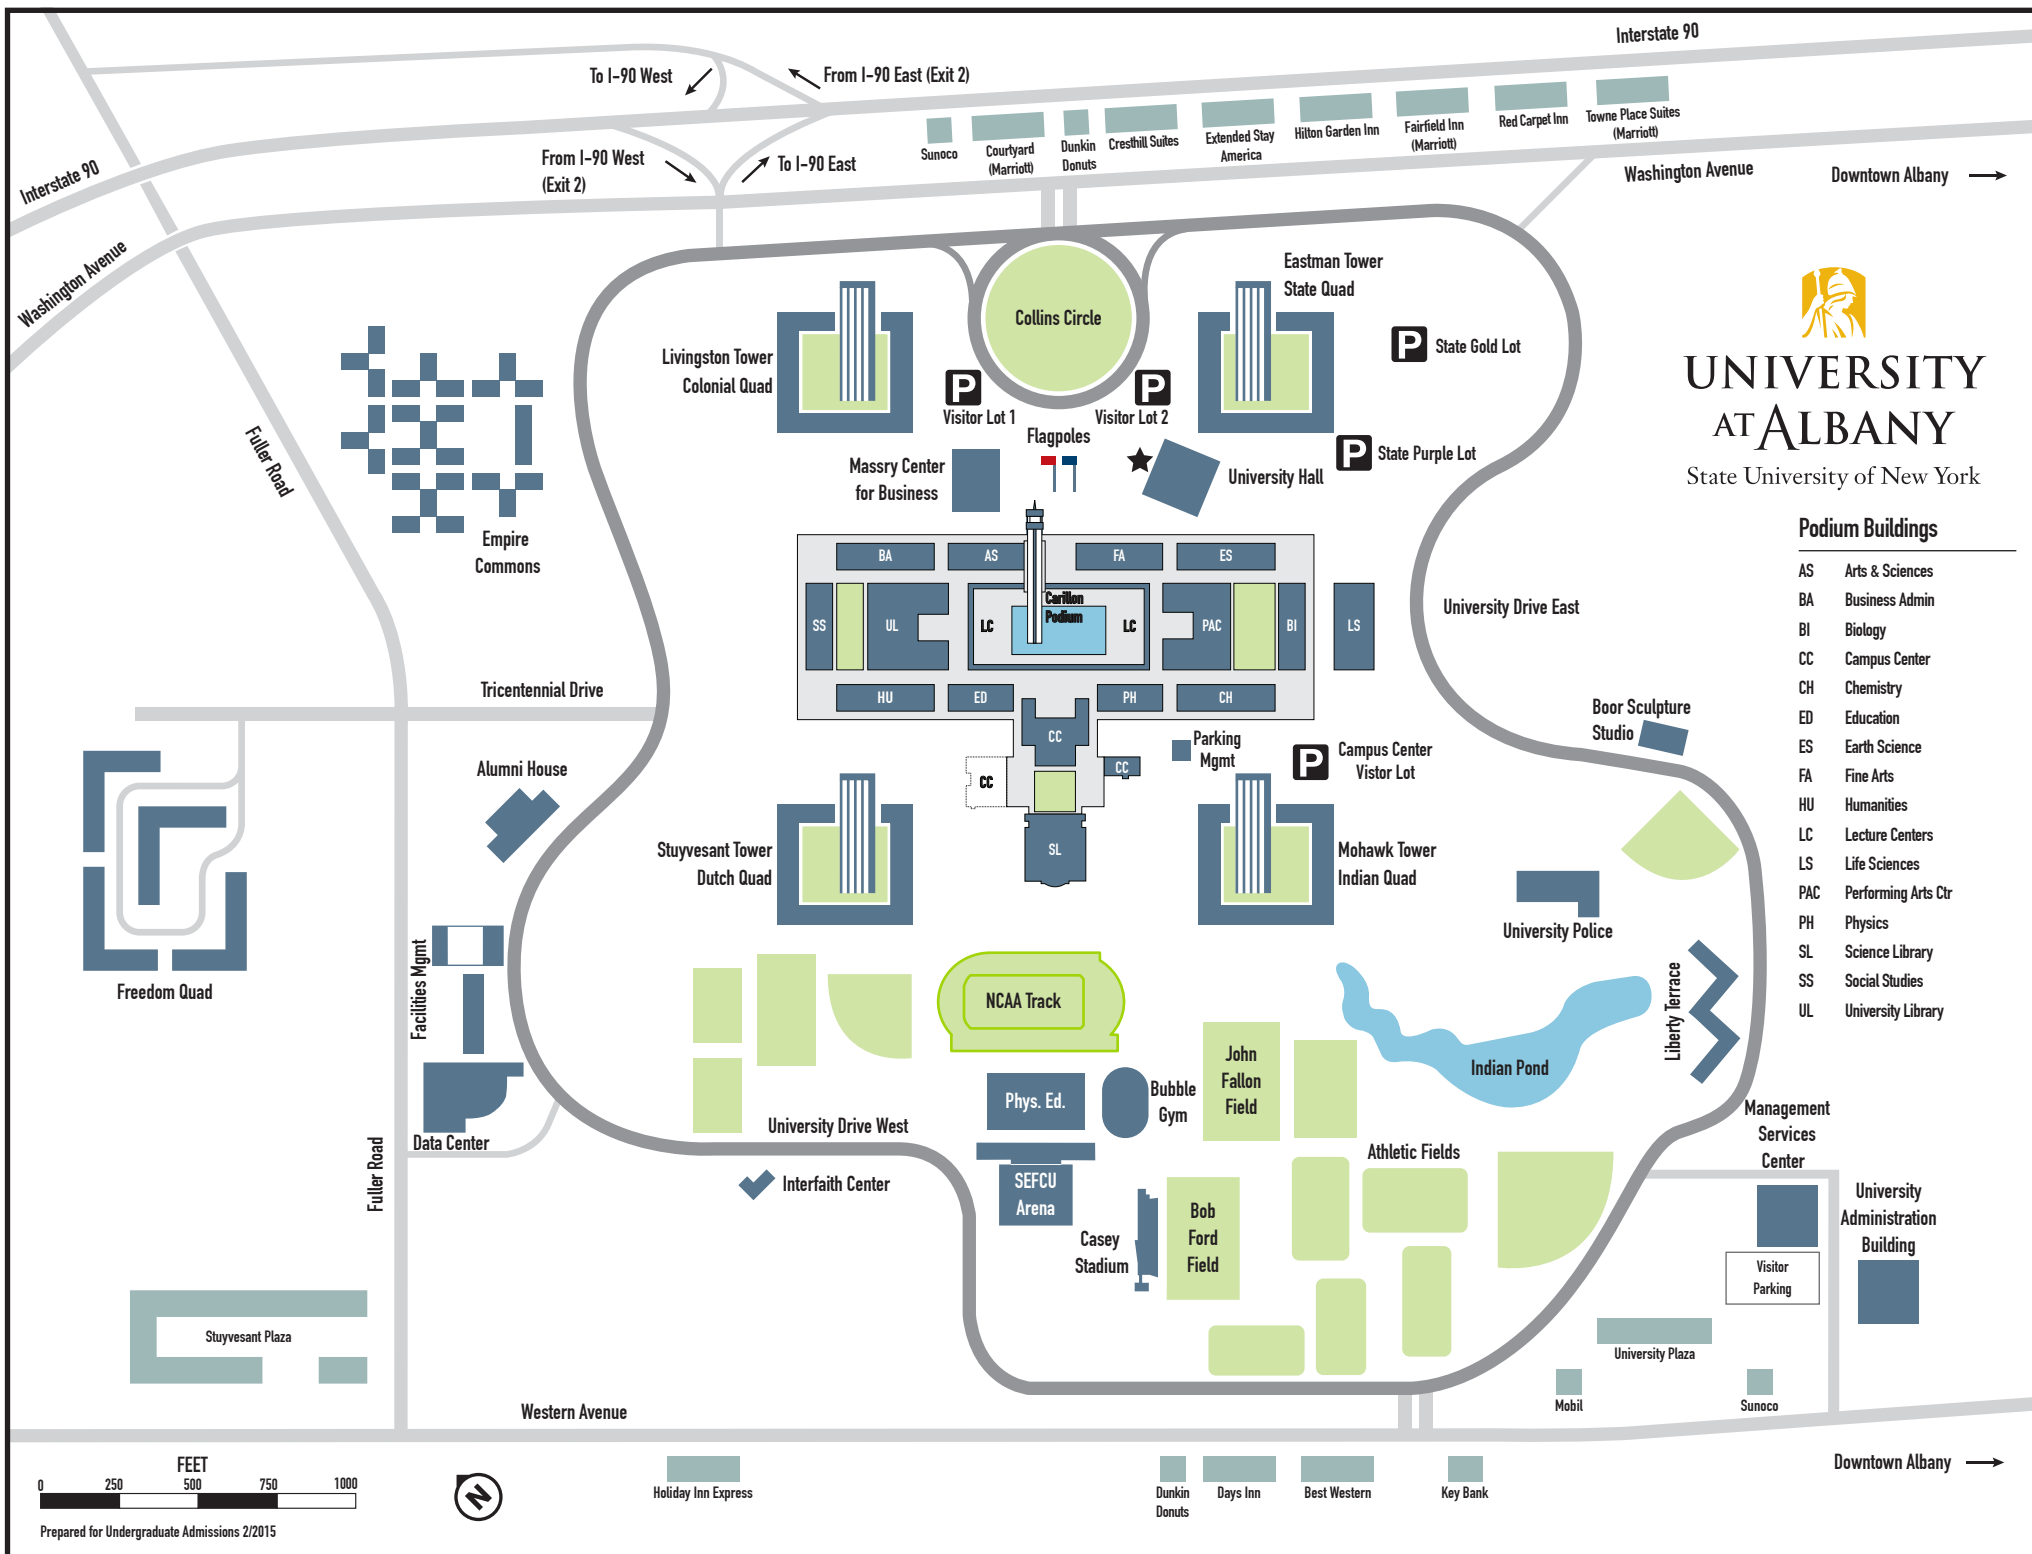 Interstate 90
To I-90 West
From I-90 East (Exit 2)
From I-90 West
(Exit 2)
To I-90 East
Sunoco
Courtyard
(Marriott)
Dunkin
Donuts
Cresthill Suites
Extended Stay
America
Hilton Garden Inn
Fairfield Inn
(Marriott)
Red Carpet Inn
Towne Place Suites
(Marriott)
Interstate 90
Washington Avenue
Washington Avenue
Downtown Albany
Eastman Tower
State Quad
Collins Circle
Livingston Tower
Colonial Quad
P
State Gold Lot
P
Visitor Lot 1
P
Visitor Lot 2
Flagpoles
P
State Purple Lot
Massry Center
for Business
University Hall
Fuller Road
Empire
Commons
UNIVERSITY
AT ALBANY
State University of New York
Podium Buildings
AS Arts & Sciences
BA Business Admin
BI Biology
CC Campus Center
CH Chemistry
ED Education
ES Earth Science
FA Fine Arts
HU Humanities
LC Lecture Centers
LS Life Sciences
PAC Performing Arts Ctr
PH Physics
SL Science Library
SS Social Studies
UL University Library
BA
AS
FA
ES
SS
UL
LC
Carillon
Podium
LC
PAC
BI
LS
HU
ED
PH
CH
CC
CC
CC
SL
University Drive East
Tricentennial Drive
Boor Sculpture
Studio
Parking
Mgmt
P
Campus Center
Vistor Lot
Alumni House
Stuyvesant Tower
Dutch Quad
Mohawk Tower
Indian Quad
University Police
Freedom Quad
Facilities Mgmt
NCAA Track
Liberty Terrace
Indian Pond
John
Fallon
Field
Phys. Ed.
Bubble
Gym
Data Center
University Drive West
Management
Services
Center
Athletic Fields
Fuller Road
Interfaith Center
SEFCU
Arena
Casey
Stadium
Bob
Ford
Field
University
Administration
Building
Visitor
Parking
Stuyvesant Plaza
University Plaza
Mobil
Sunoco
Western Avenue
Downtown Albany
FEET
0 250 500 750 1000
N
Holiday Inn Express
Dunkin
Donuts
Days Inn
Best Western
Key Bank
Prepared for Undergraduate Admissions 2/2015